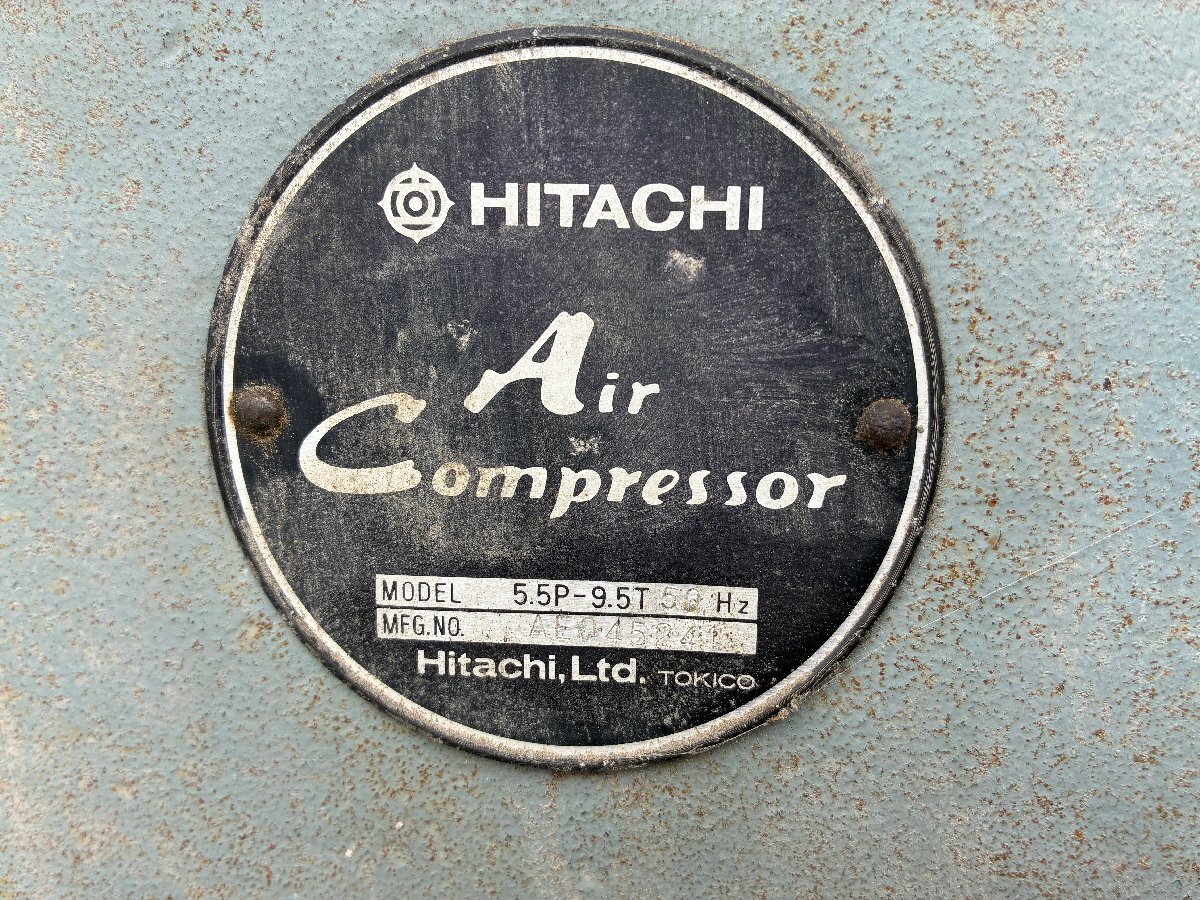 HITACHI
Air
Compressor
MODEL 5.5P-9.5T 50 Hz
MFG.NO.
Hitachi, Ltd. TOKICO